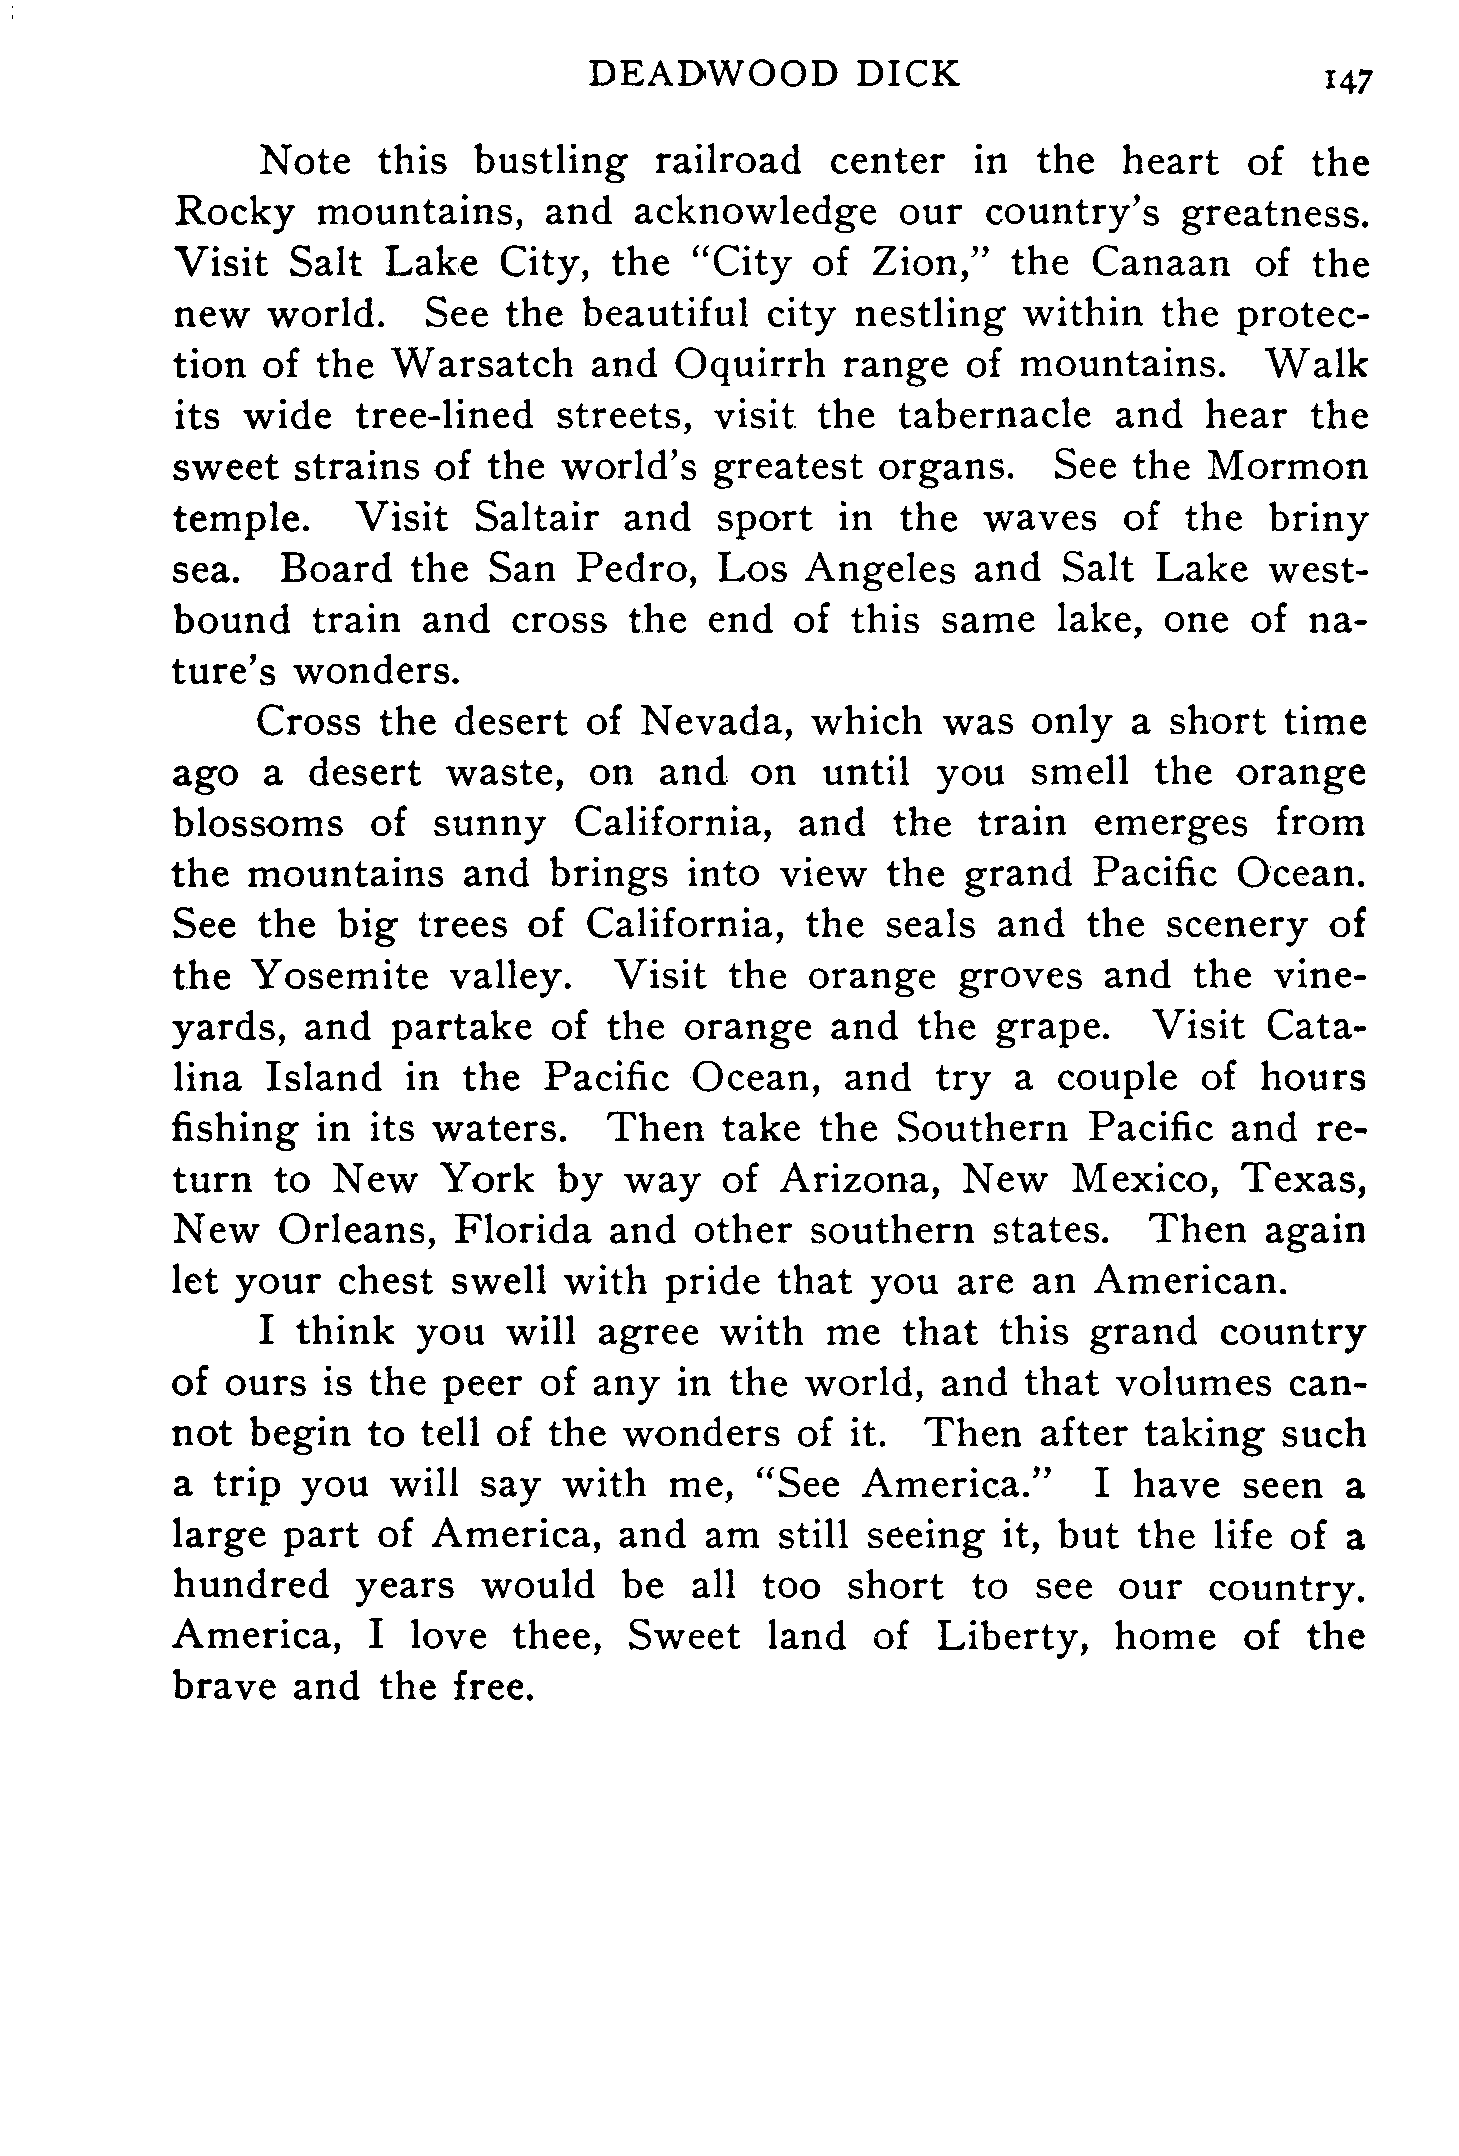 DEADWOOD DICK 147
Note this bustling railroad center in the heart of the
Rocky mountains, and acknowledge our country's greatness.
Visit Salt Lake City, the "City of Zion," the Canaan of the
new world. See the beautiful city nestling within the protec-
tion of the Warsatch and Oquirrh range of mountains. Walk
its wide tree-lined streets, visit the tabernacle and hear the
sweet strains of the world's greatest organs. See the Mormon
temple. Visit Saltair and sport in the waves of the briny
sea. Board the San Pedro, Los Angeles and Salt Lake west-
bound train and cross the end of this same lake, one of na-
ture's wonders.
Cross the desert of Nevada, which was only a short time
ago a desert waste, on and on until you smell the orange
blossoms of sunny California, and the train emerges from
the mountains and brings into view the grand Pacific Ocean.
See the big trees of California, the seals and the scenery of
the Yosemite valley. Visit the orange groves and the vine-
yards, and partake of the orange and the grape. Visit Cata-
lina Island in the Pacific Ocean, and try a couple of hours
fishing in its waters. Then take the Southern Pacific and re-
turn to New York by way of Arizona, New Mexico, Texas,
New Orleans, Florida and other southern states. Then again
let your chest swell with pride that you are an American.
I think you will agree with me that this grand country
of ours is the peer of any in the world, and that volumes can-
not begin to tell of the wonders of it. Then after taking such
a trip you will say with me, "See America." I have seen a
large part of America, and am still seeing it, but the life of a
hundred years would be all too short to see our country.
America, I love thee, Sweet land of Liberty, home of the
brave and the free.